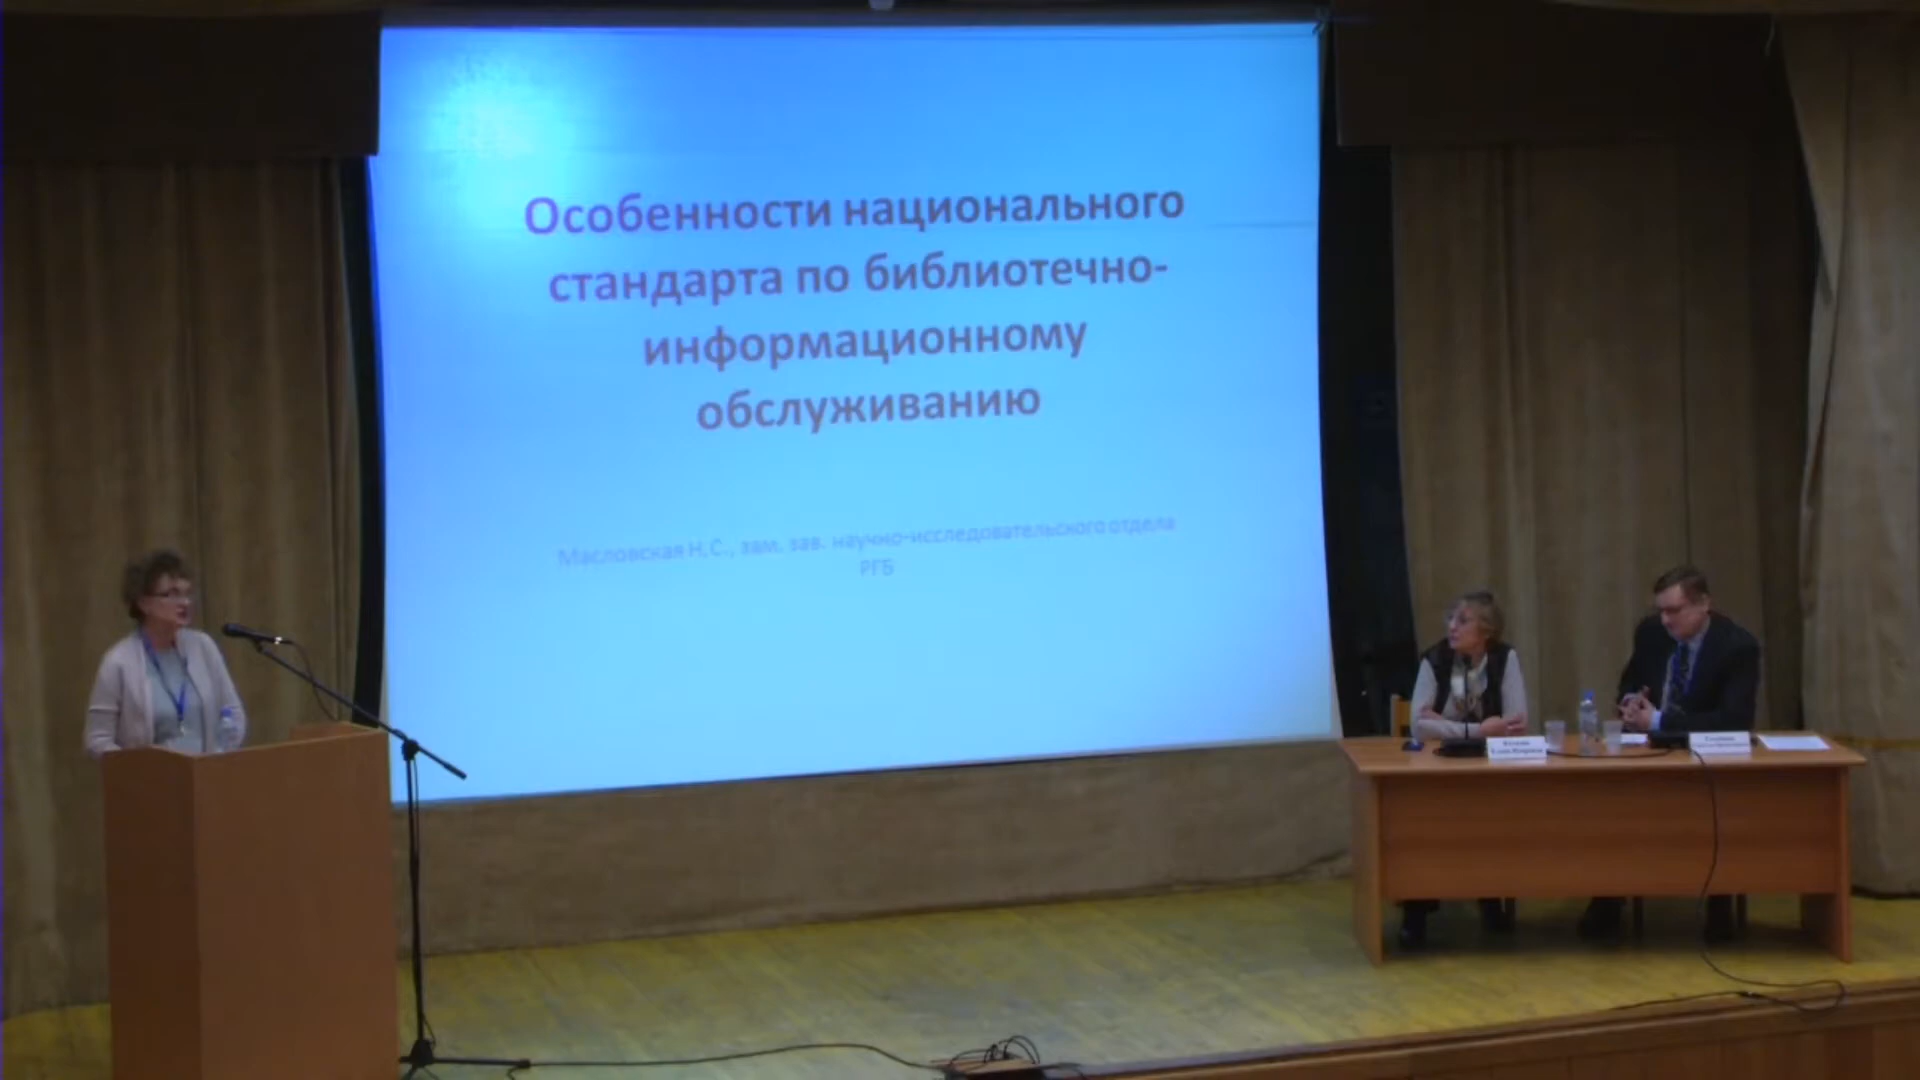 Особенности национального
стандарта по библиотечно-
информационному
обслуживанию
Масловская Н.С., зам. зав. научно-исследовательского отдела
РГБ